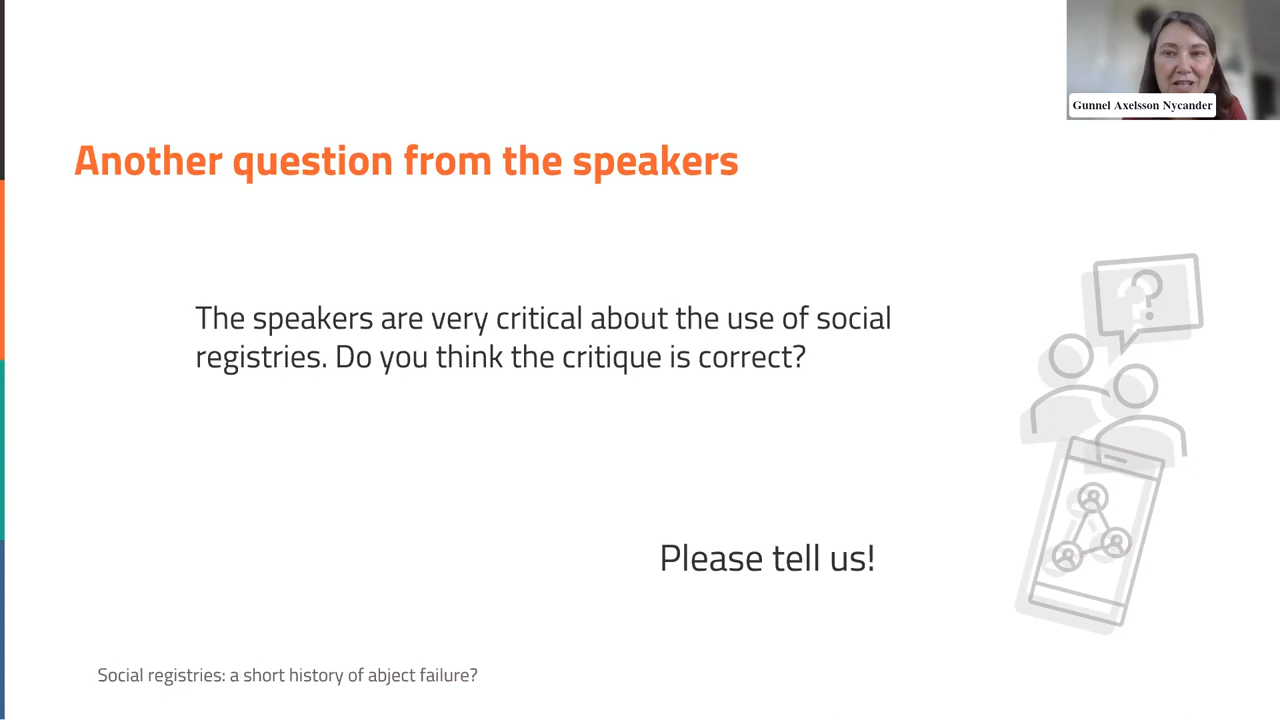 Gunnel Axelsson Nycander
Another question from the speakers
The speakers are very critical about the use of social
registries. Do you think the critique is correct?
Please tell us!
Social registries: a short history of abject failure?
?